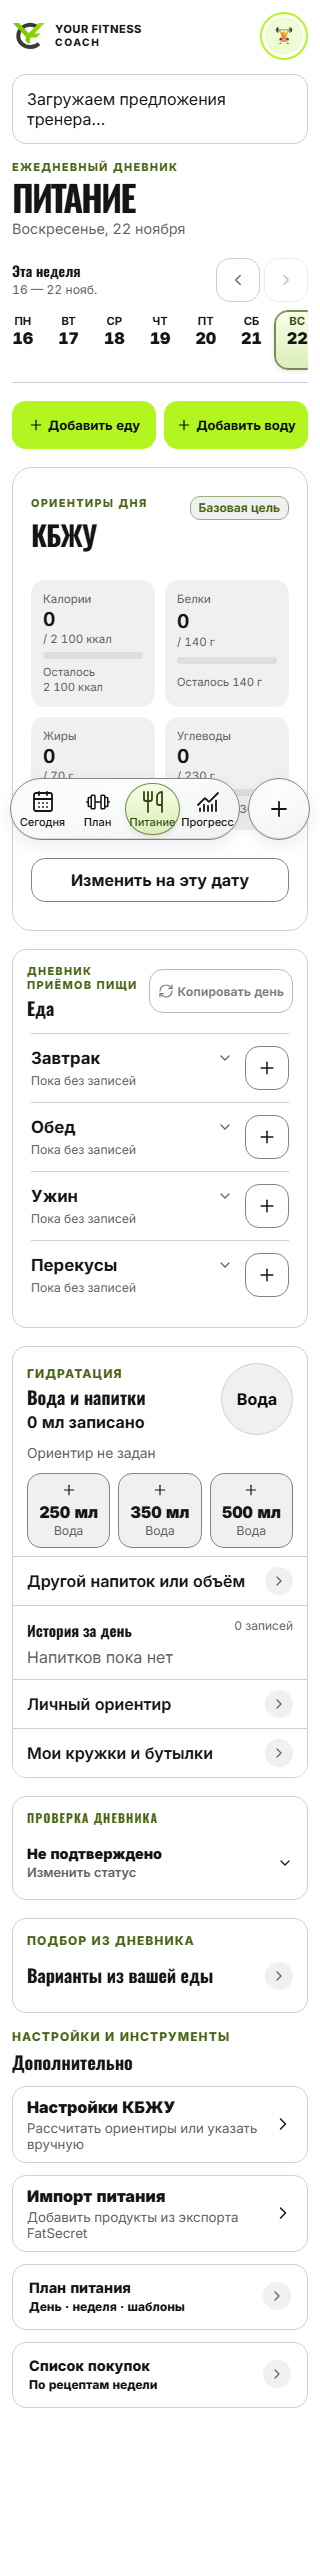 YOUR FITNESS
COACH
Загружаем предложения
тренера...
ЕЖЕДНЕВНЫЙ ДНЕВНИК
ПИТАНИЕ
Воскресенье, 22 ноября
Эта неделя
16 — 22 нояб.
ПН ВТ СР ЧТ ПТ СБ ВС
16 17 18 19 20 21 22
+ Добавить еду + Добавить воду
ОРИЕНТИРЫ ДНЯ
Базовая цель
КБЖУ
Калории Белки
0 0
/ 2 100 ккал / 140 г
Осталось
2 100 ккал
Осталось 140 г
Жиры Углеводы
0 0
/ 70 г / 230 г
Сегодня План Питание Прогресс +
Изменить на эту дату
ДНЕВНИК
ПРИЁМОВ ПИЩИ
Копировать день
Еда
Завтрак
Пока без записей
Обед
Пока без записей
Ужин
Пока без записей
Перекусы
Пока без записей
ГИДРАТАЦИЯ
Вода и напитки
0 мл записано
Вода
Ориентир не задан
+ + +
250 мл 350 мл 500 мл
Вода Вода Вода
Другой напиток или объём
История за день 0 записей
Напитков пока нет
Личный ориентир
Мои кружки и бутылки
ПРОВЕРКА ДНЕВНИКА
Не подтверждено
Изменить статус
ПОДБОР ИЗ ДНЕВНИКА
Варианты из вашей еды
НАСТРОЙКИ И ИНСТРУМЕНТЫ
Дополнительно
Настройки КБЖУ
Рассчитать ориентиры или указать
вручную
Импорт питания
Добавить продукты из экспорта
FatSecret
План питания
День · неделя · шаблоны
Список покупок
По рецептам недели